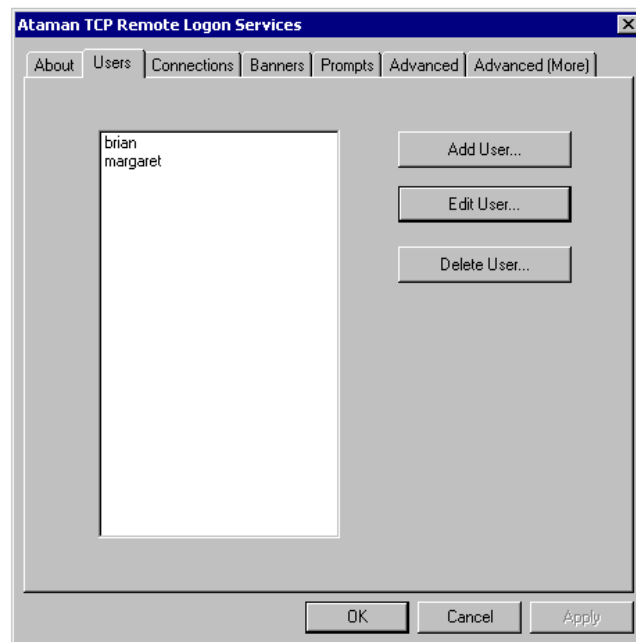 Ataman TCP Remote Logon Services
About Users Connections Banners Prompts Advanced Advanced (More)
brian
margaret
Add User...
Edit User...
Delete User...
OK Cancel Apply